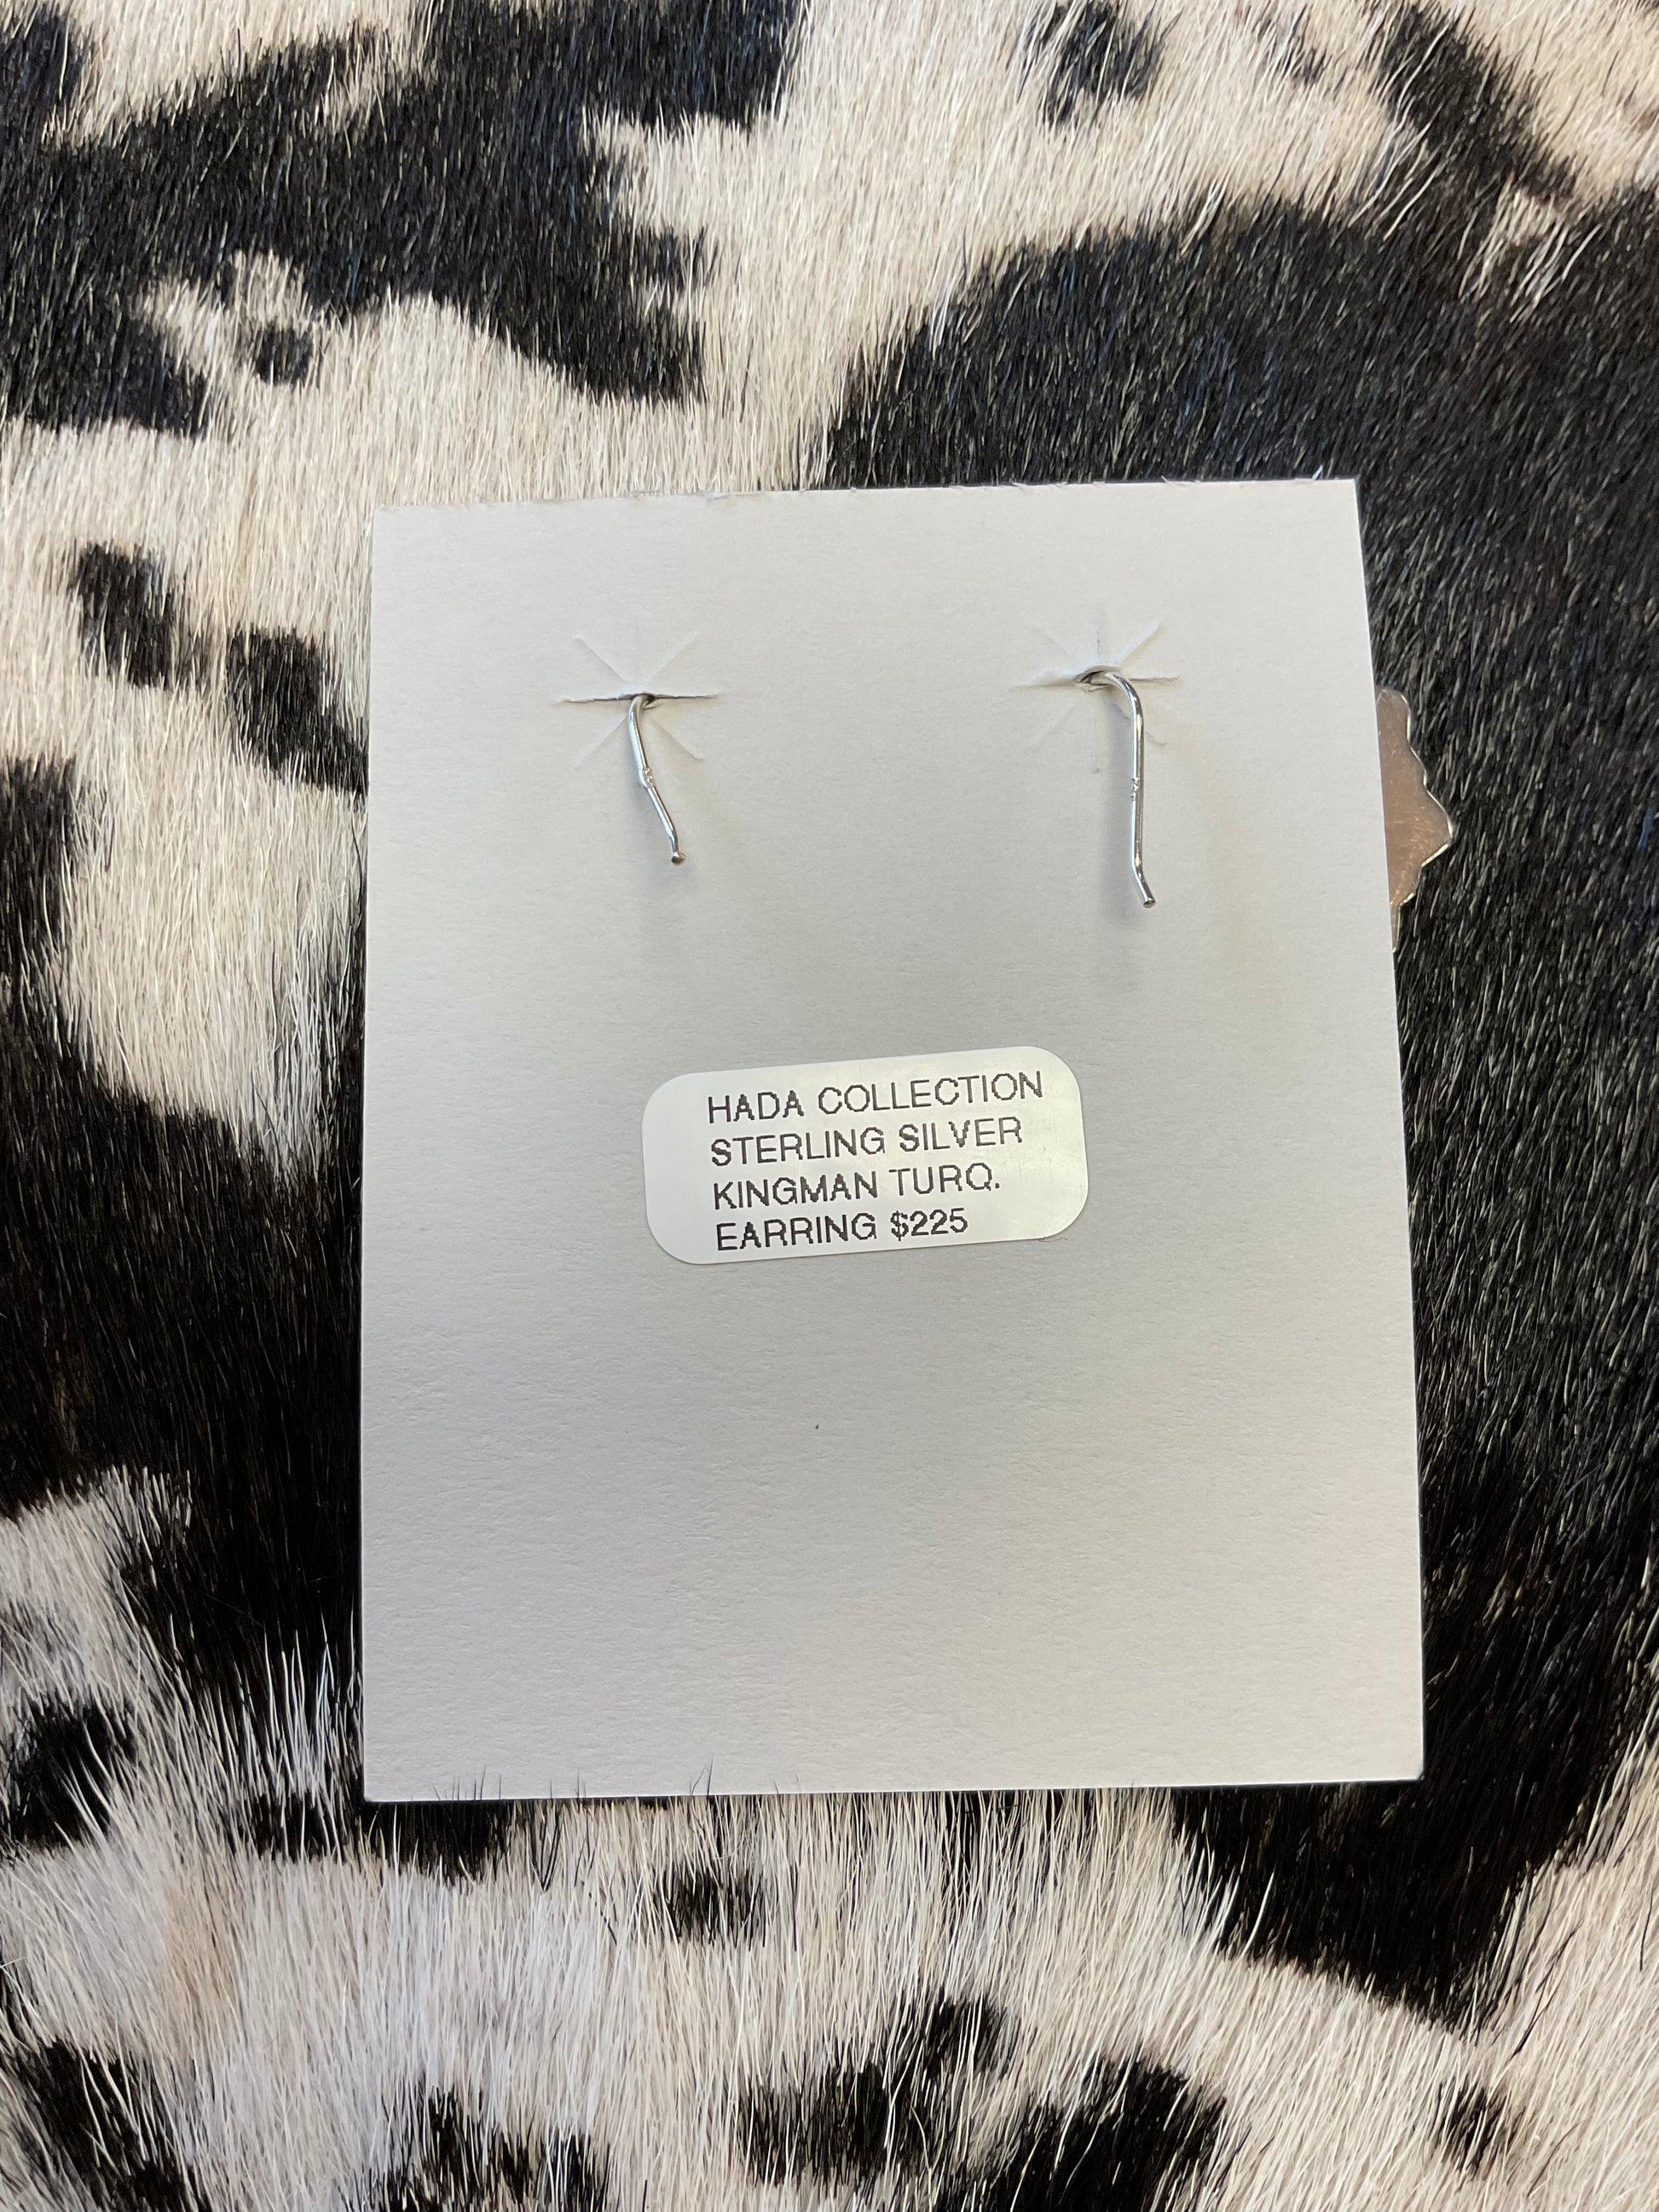 HADA COLLECTION
STERLING SILVER
KINGMAN TURQ.
EARRING $225